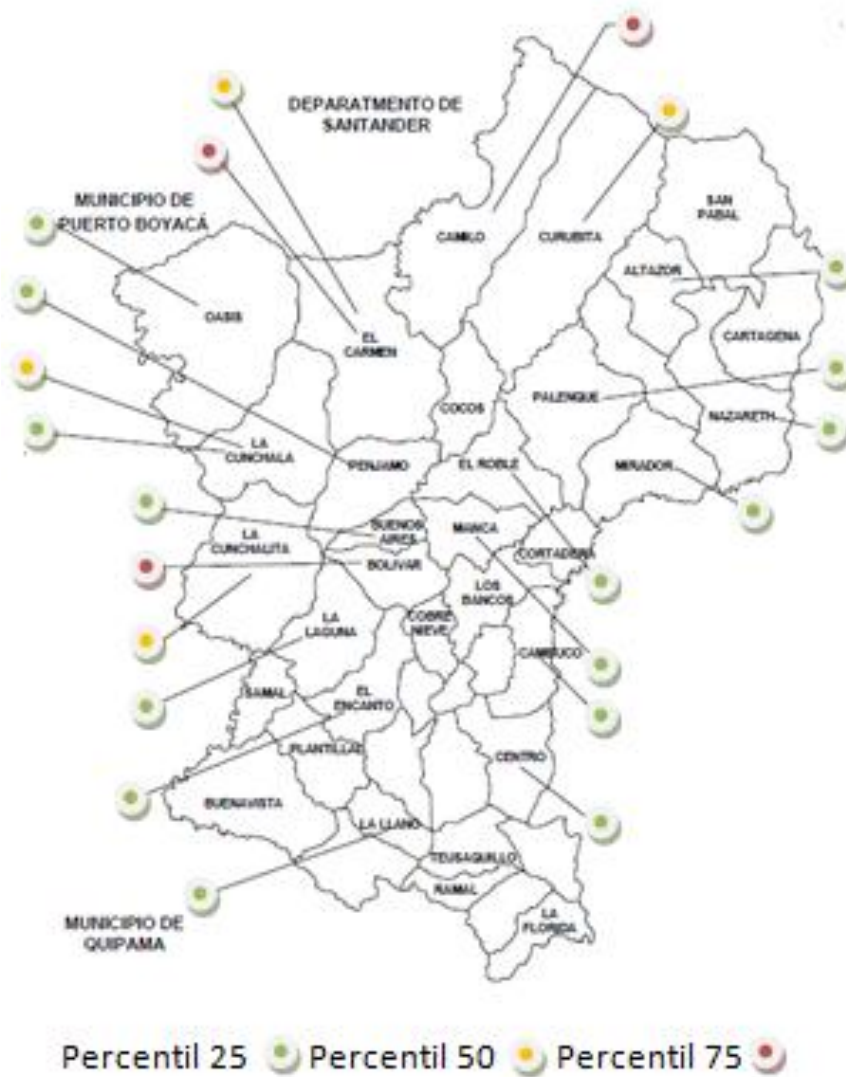 DEPARATMENTO DE
SANTANDER
MUNICIPIO DE
PUERTO BOYACÁ
SAN
PABAL
CAMILO
CURUBITA
ALTAZOR
OASIS
EL
CARMEN
CARTAGENA
COCOS
PALENQUE
NAZARETH
LA
CUNCHALA
PENJAMO
EL ROBLE
MIRADOR
BUENOS
AIRES
MANCA
LA
CUNCHALITA
CORTADERA
BOLIVAR
LOS
BANCOS
LA
LAGUNA
COBRE
NIEVE
CAMBUCO
SAMAL
EL
ENCANTO
PLANTILLAL
CENTRO
BUENAVISTA
LA LLANO
TEUSAQUILLO
RAMAL
LA
FLORIDA
MUNICIPIO DE
QUIPAMA
Percentil 25 Percentil 50 Percentil 75